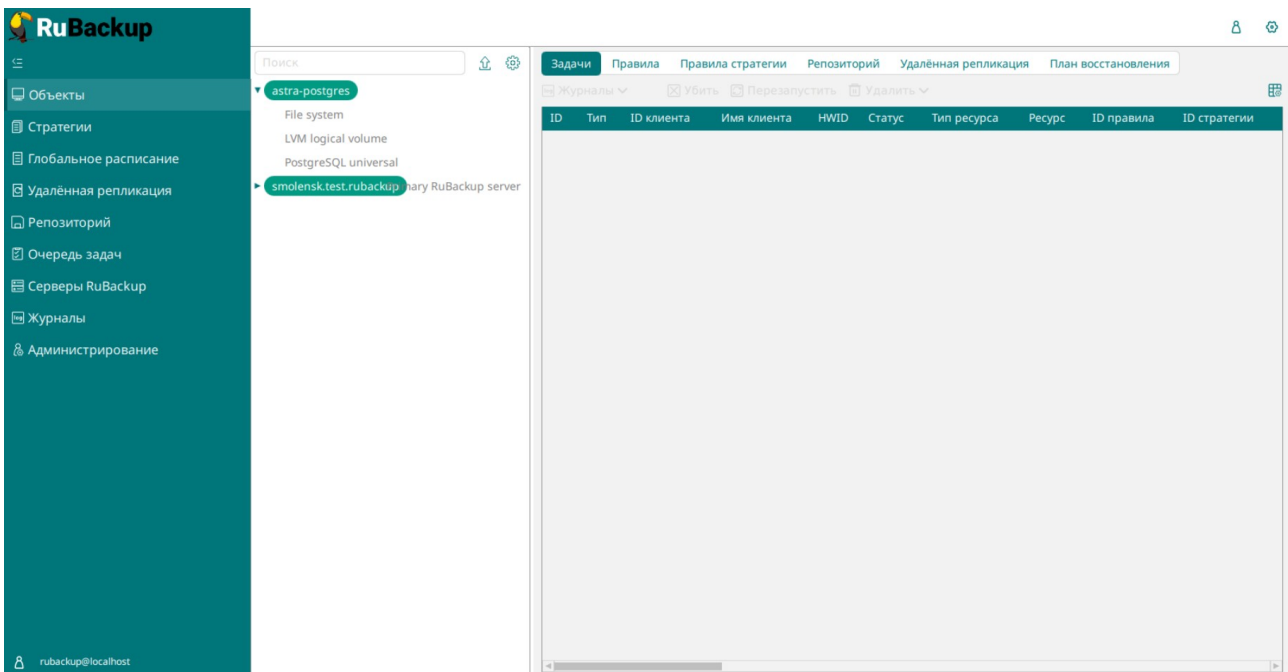 RuBackup
Объекты
Стратегии
Глобальное расписание
Удалённая репликация
Репозиторий
Очередь задач
Серверы RuBackup
Журналы
Администрирование
rubackup@localhost
Поиск
astra-postgres
File system
LVM logical volume
PostgreSQL universal
smolensk.test.rubackup server
Задачи Правила Правила стратегии Репозиторий Удалённая репликация План восстановления
Журналы Убить Перезапустить Удалить
ID Тип ID клиента Имя клиента HWID Статус Тип ресурса Ресурс ID правила ID стратегии